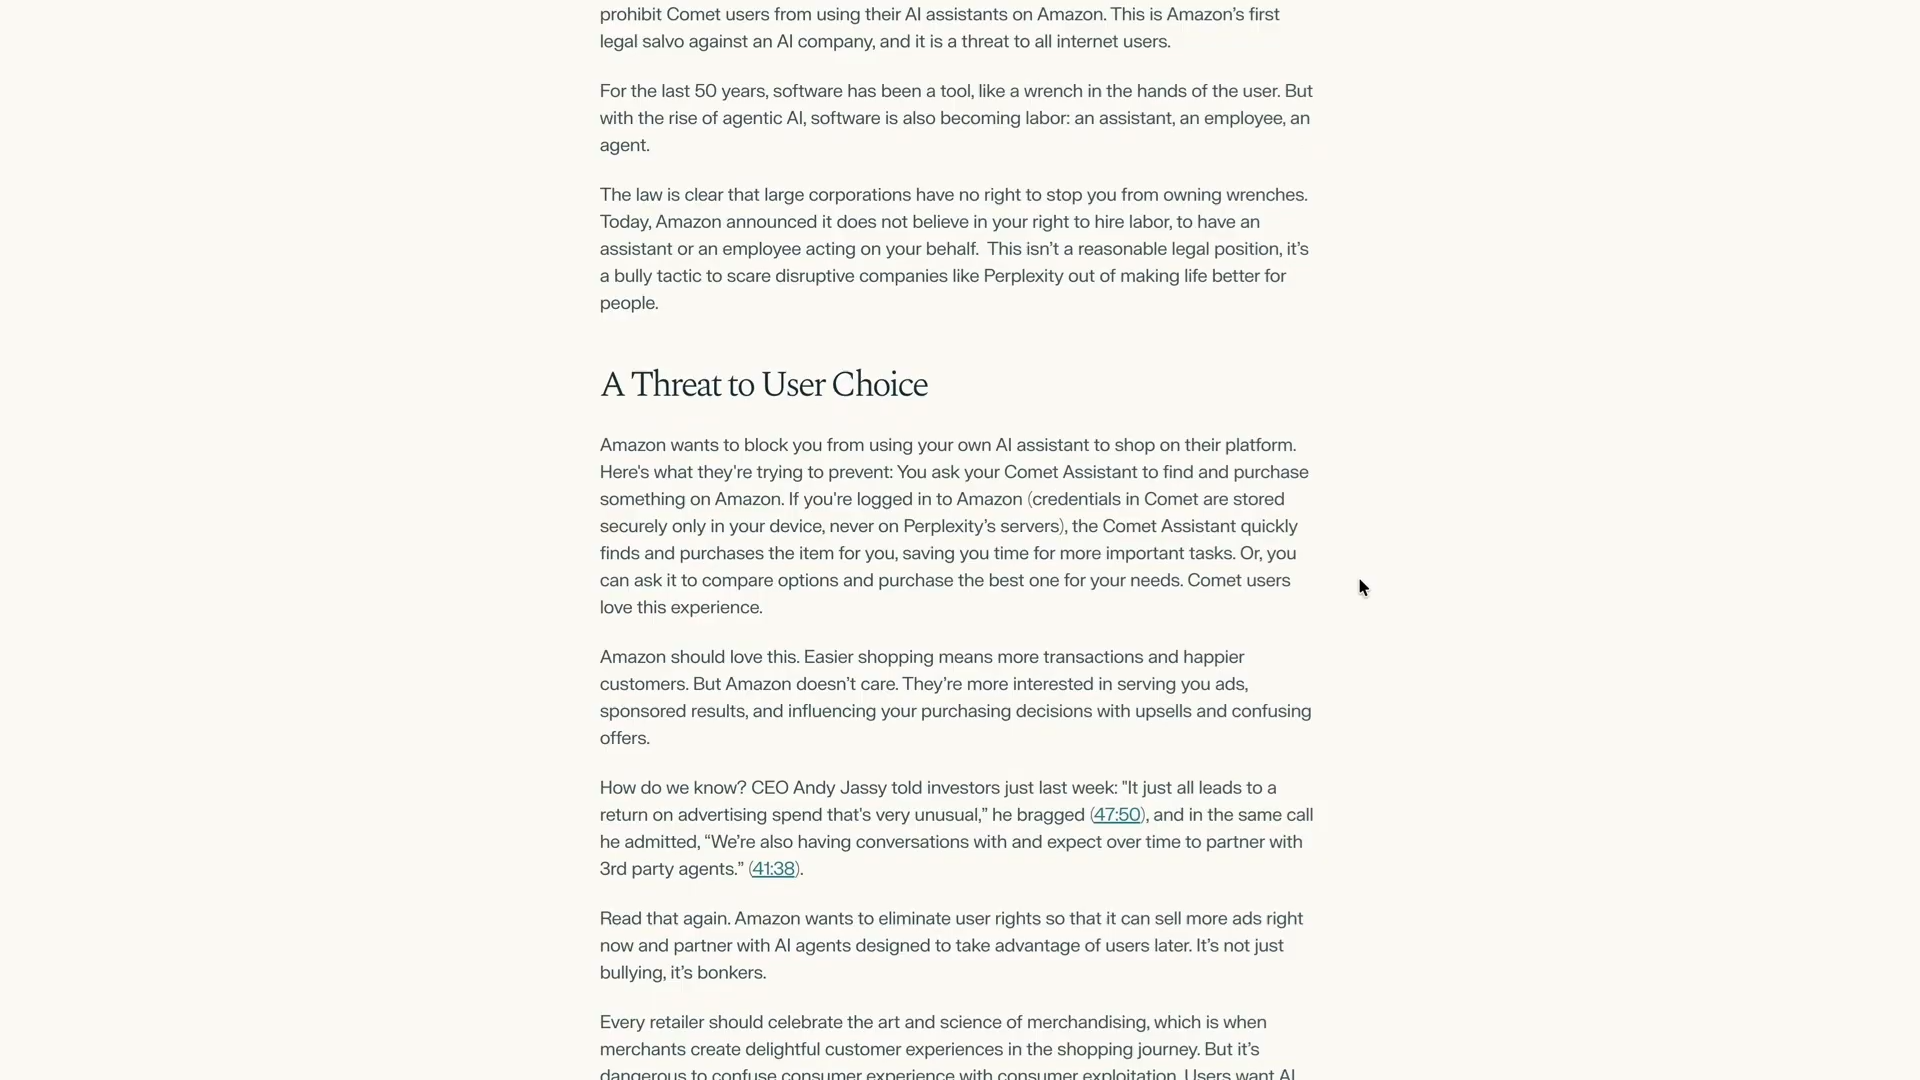 prohibit Comet users from using their AI assistants on Amazon. This is Amazon’s first
legal salvo against an AI company, and it is a threat to all internet users.
For the last 50 years, software has been a tool, like a wrench in the hands of the user. But
with the rise of agentic AI, software is also becoming labor: an assistant, an employee, an
agent.
The law is clear that large corporations have no right to stop you from owning wrenches.
Today, Amazon announced it does not believe in your right to hire labor, to have an
assistant or an employee acting on your behalf.  This isn’t a reasonable legal position, it’s
a bully tactic to scare disruptive companies like Perplexity out of making life better for
people.
A Threat to User Choice
Amazon wants to block you from using your own AI assistant to shop on their platform.
Here's what they're trying to prevent: You ask your Comet Assistant to find and purchase
something on Amazon. If you're logged in to Amazon (credentials in Comet are stored
securely only in your device, never on Perplexity’s servers), the Comet Assistant quickly
finds and purchases the item for you, saving you time for more important tasks. Or, you
can ask it to compare options and purchase the best one for your needs. Comet users
love this experience.
Amazon should love this. Easier shopping means more transactions and happier
customers. But Amazon doesn’t care. They’re more interested in serving you ads,
sponsored results, and influencing your purchasing decisions with upsells and confusing
offers.
How do we know? CEO Andy Jassy told investors just last week: "It just all leads to a
return on advertising spend that's very unusual,” he bragged (47:50), and in the same call
he admitted, “We’re also having conversations with and expect over time to partner with
3rd party agents.” (41:38).
Read that again. Amazon wants to eliminate user rights so that it can sell more ads right
now and partner with AI agents designed to take advantage of users later. It’s not just
bullying, it’s bonkers.
Every retailer should celebrate the art and science of merchandising, which is when
merchants create delightful customer experiences in the shopping journey. But it’s
dangerous to confuse consumer experience with consumer exploitation. Users want AI